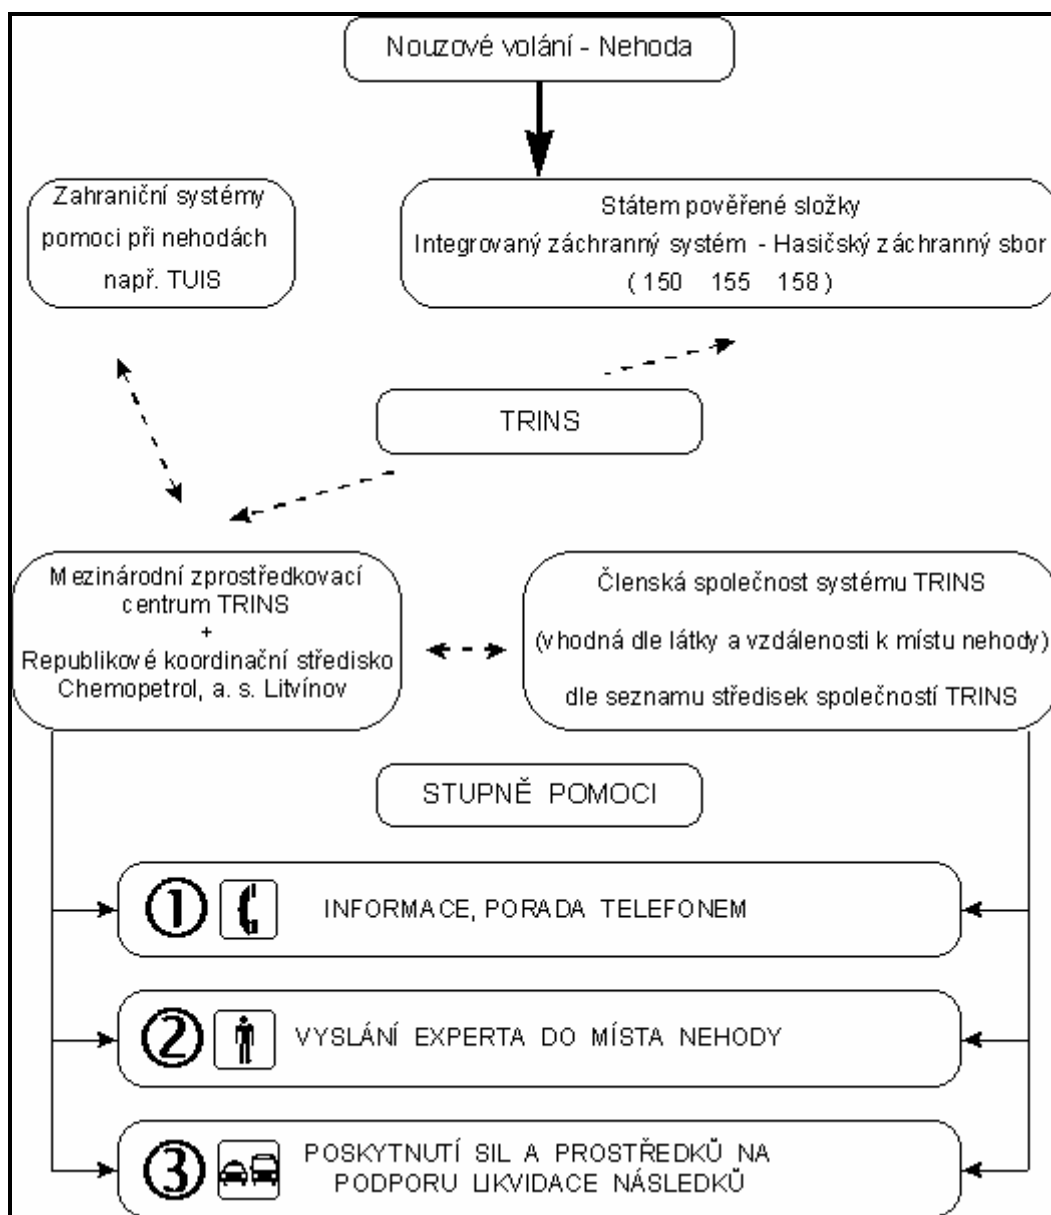 Nouzové volání - Nehoda
Zahraniční systémy
pomoci při nehodách
např. TUIS
Státem pověřené složky
Integrovaný záchranný systém - Hasičský záchranný sbor
( 150 155 158 )
TRINS
Mezinárodní zprostředkovací
centrum TRINS
+
Republikové koordinační středisko
Chemopetrol, a. s. Litvínov
Členská společnost systému TRINS
(vhodná dle látky a vzdálenosti k místu nehody)
dle seznamu středisek společností TRINS
STUPNĚ POMOCI
1 INFORMACE, PORADA TELEFONEM
2 VYSLÁNÍ EXPERTA DO MÍSTA NEHODY
3 POSKYTNUTÍ SIL A PROSTŘEDKŮ NA
PODPORU LIKVIDACE NÁSLEDKŮ